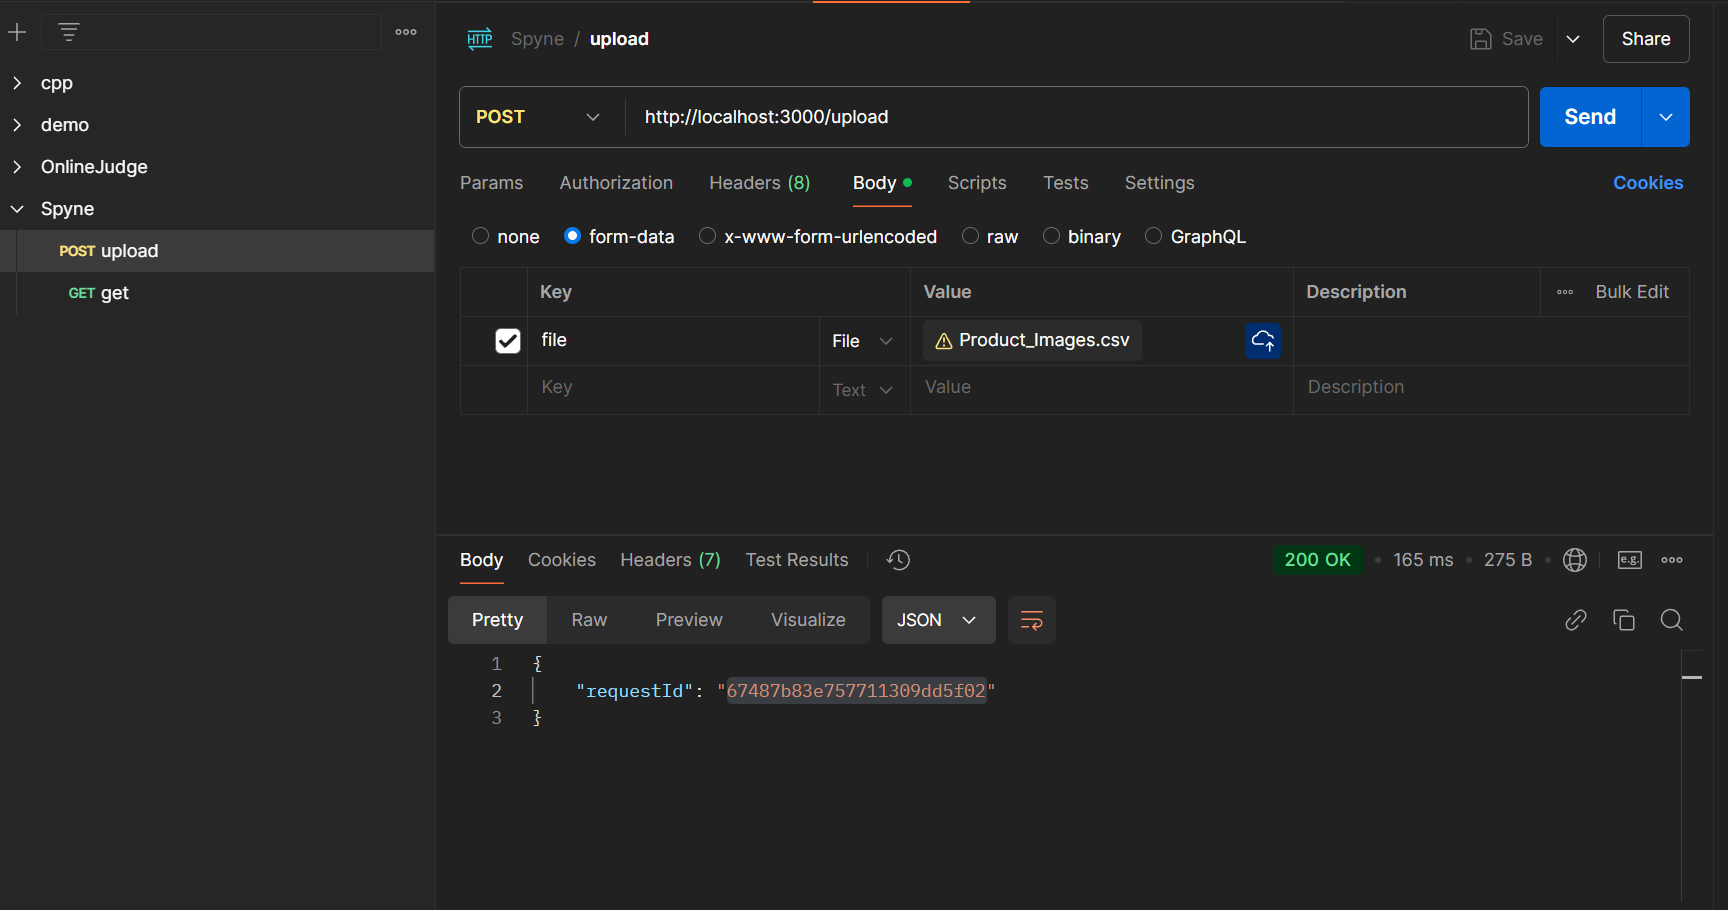 cpp
demo
OnlineJudge
Spyne
POST upload
GET get
HTTP Spyne / upload
Save
Share
POST http://localhost:3000/upload
Send
Params Authorization Headers (8) Body Scripts Tests Settings Cookies
none form-data x-www-form-urlencoded raw binary GraphQL
Key Value Description Bulk Edit
file File Product_Images.csv
Key Text Value Description
Body Cookies Headers (7) Test Results 200 OK • 165 ms • 275 B • e.g.
Pretty Raw Preview Visualize JSON
1 {
2 "requestId": "67487b83e757711309dd5f02"
3 }